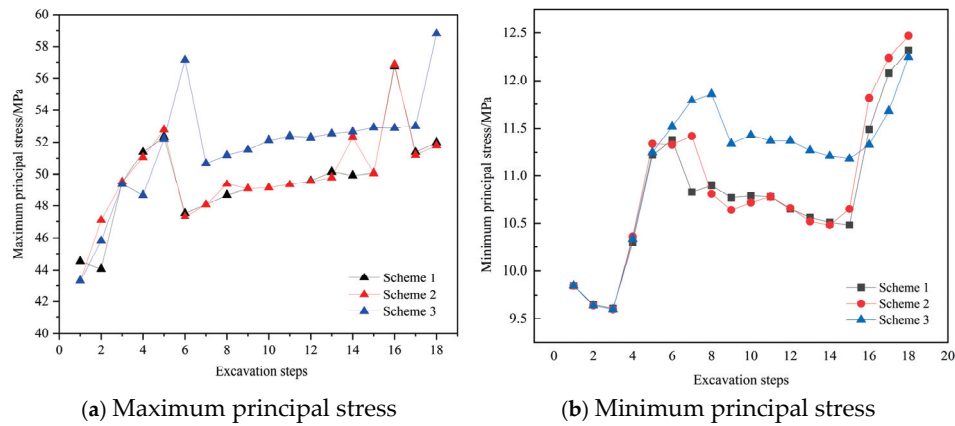 60
58
56
54
52
50
48
46
44
42
40
Maximum principal stress/MPa
Scheme 1
Scheme 2
Scheme 3
0 2 4 6 8 10 12 14 16 18
Excavation steps
(a) Maximum principal stress
12.5
12.0
11.5
11.0
10.5
10.0
9.5
Minimum principal stress/MPa
Scheme 1
Scheme 2
Scheme 3
0 2 4 6 8 10 12 14 16 18 20
Excavation steps
(b) Minimum principal stress